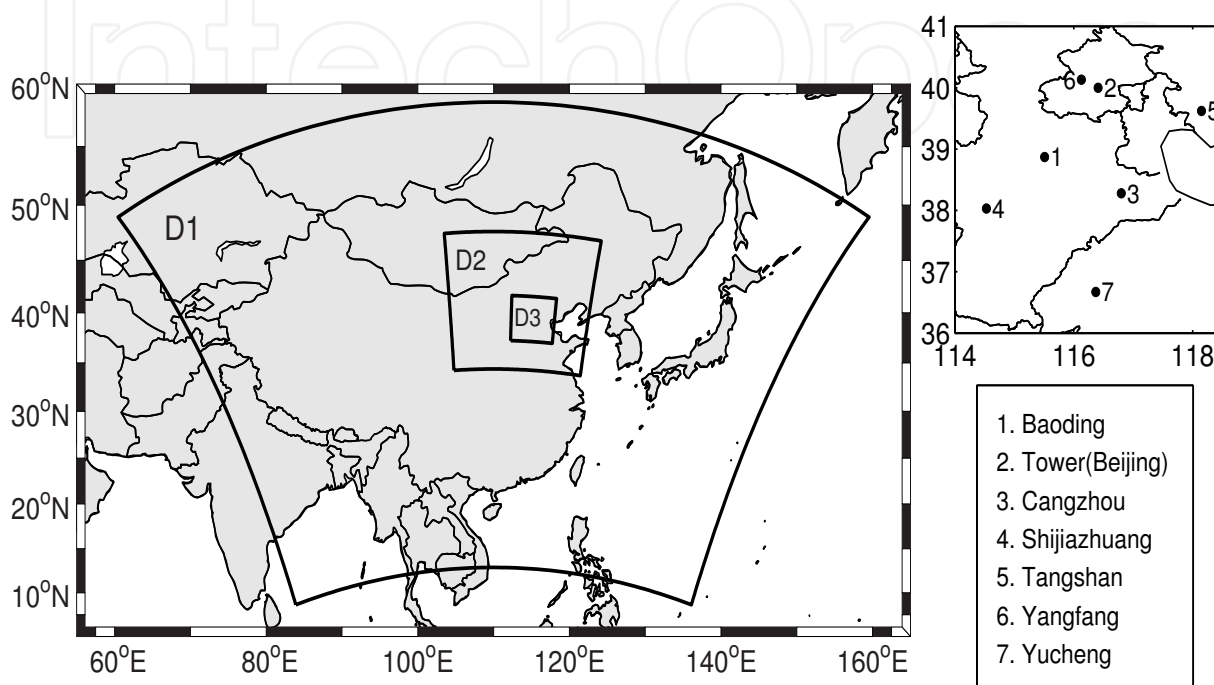 IntechOp
60°N
50°N
40°N
30°N
20°N
10°N
60°E
80°E
100°E
120°E
140°E
160°E
D1
D2
D3
41
40
39
38
37
36
114
116
118
6
2
5
1
3
4
7
1. Baoding
2. Tower(Beijing)
3. Cangzhou
4. Shijiazhuang
5. Tangshan
6. Yangfang
7. Yucheng